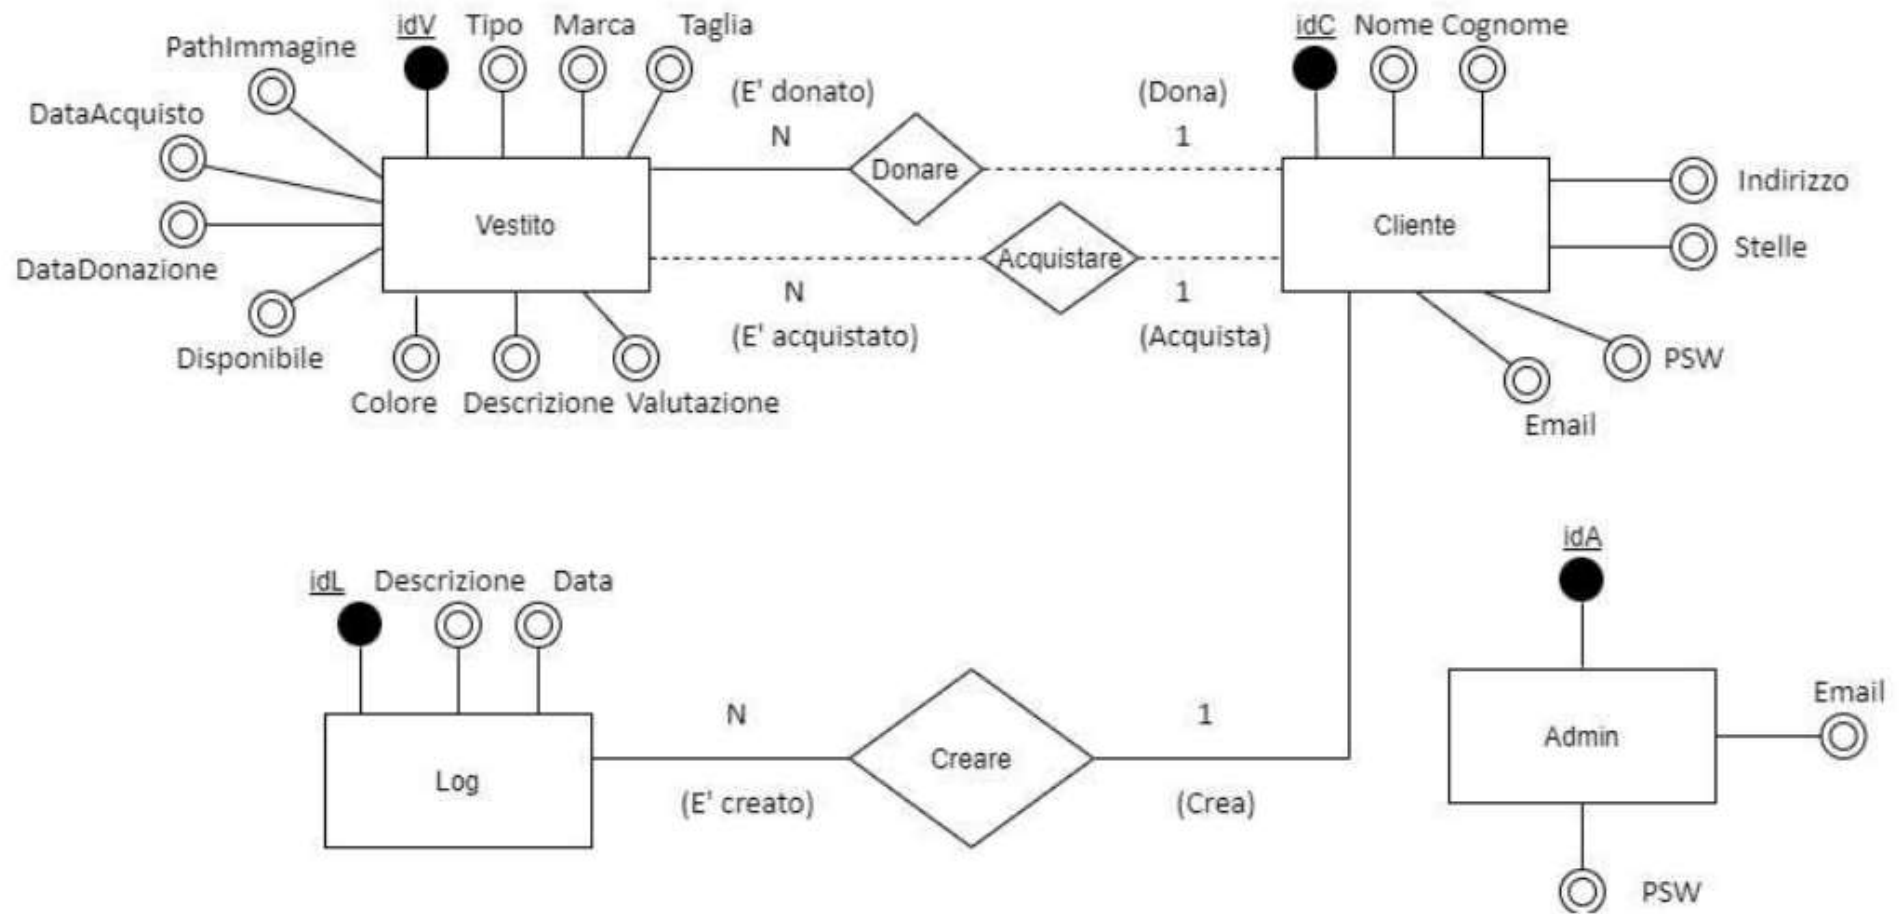 idV Tipo Marca Taglia
idC Nome Cognome
PathImmagine
(E' donato) (Dona)
DataAcquisto
N 1
Donare
Indirizzo
Vestito
Cliente
Stelle
Acquistare
DataDonazione
N 1
(E' acquistato) (Acquista)
Disponibile
PSW
Colore Descrizione Valutazione
Email
idA
idL Descrizione Data
Email
N 1
Admin
Creare
Log
(E' creato) (Crea)
PSW